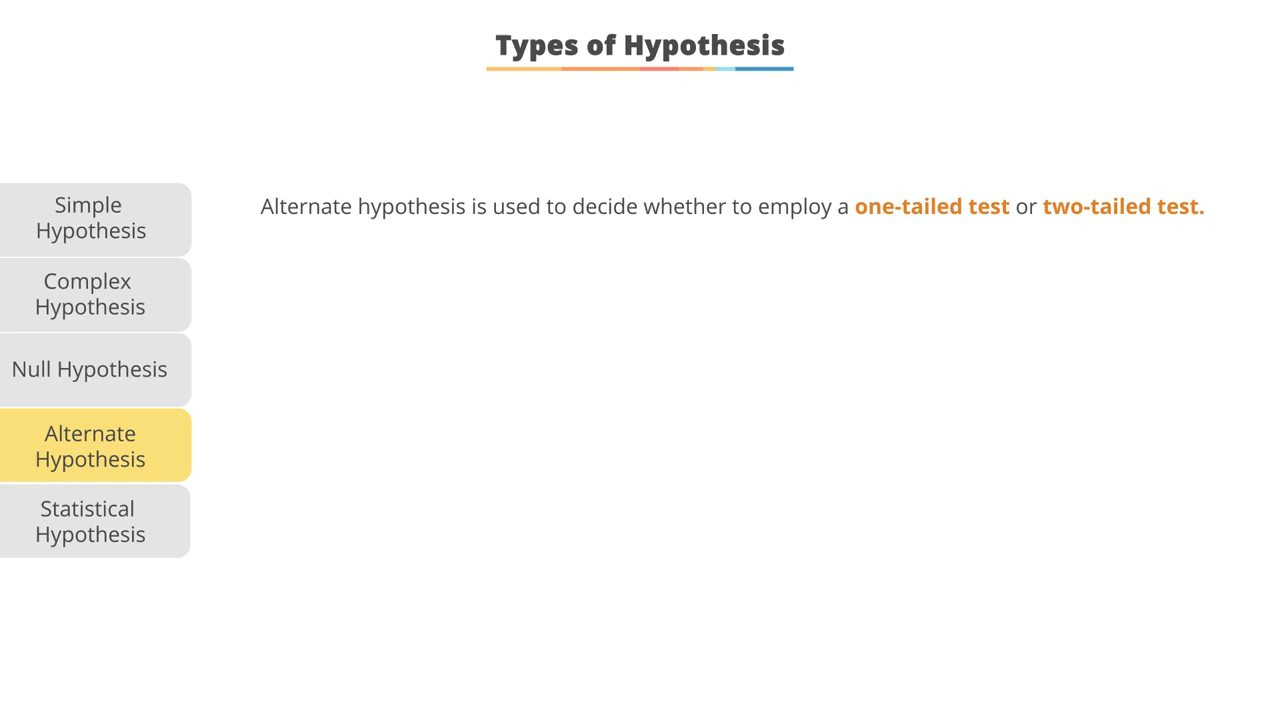 Types of Hypothesis
Simple
Hypothesis
Complex
Hypothesis
Null Hypothesis
Alternate
Hypothesis
Statistical
Hypothesis
Alternate hypothesis is used to decide whether to employ a one-tailed test or two-tailed test.